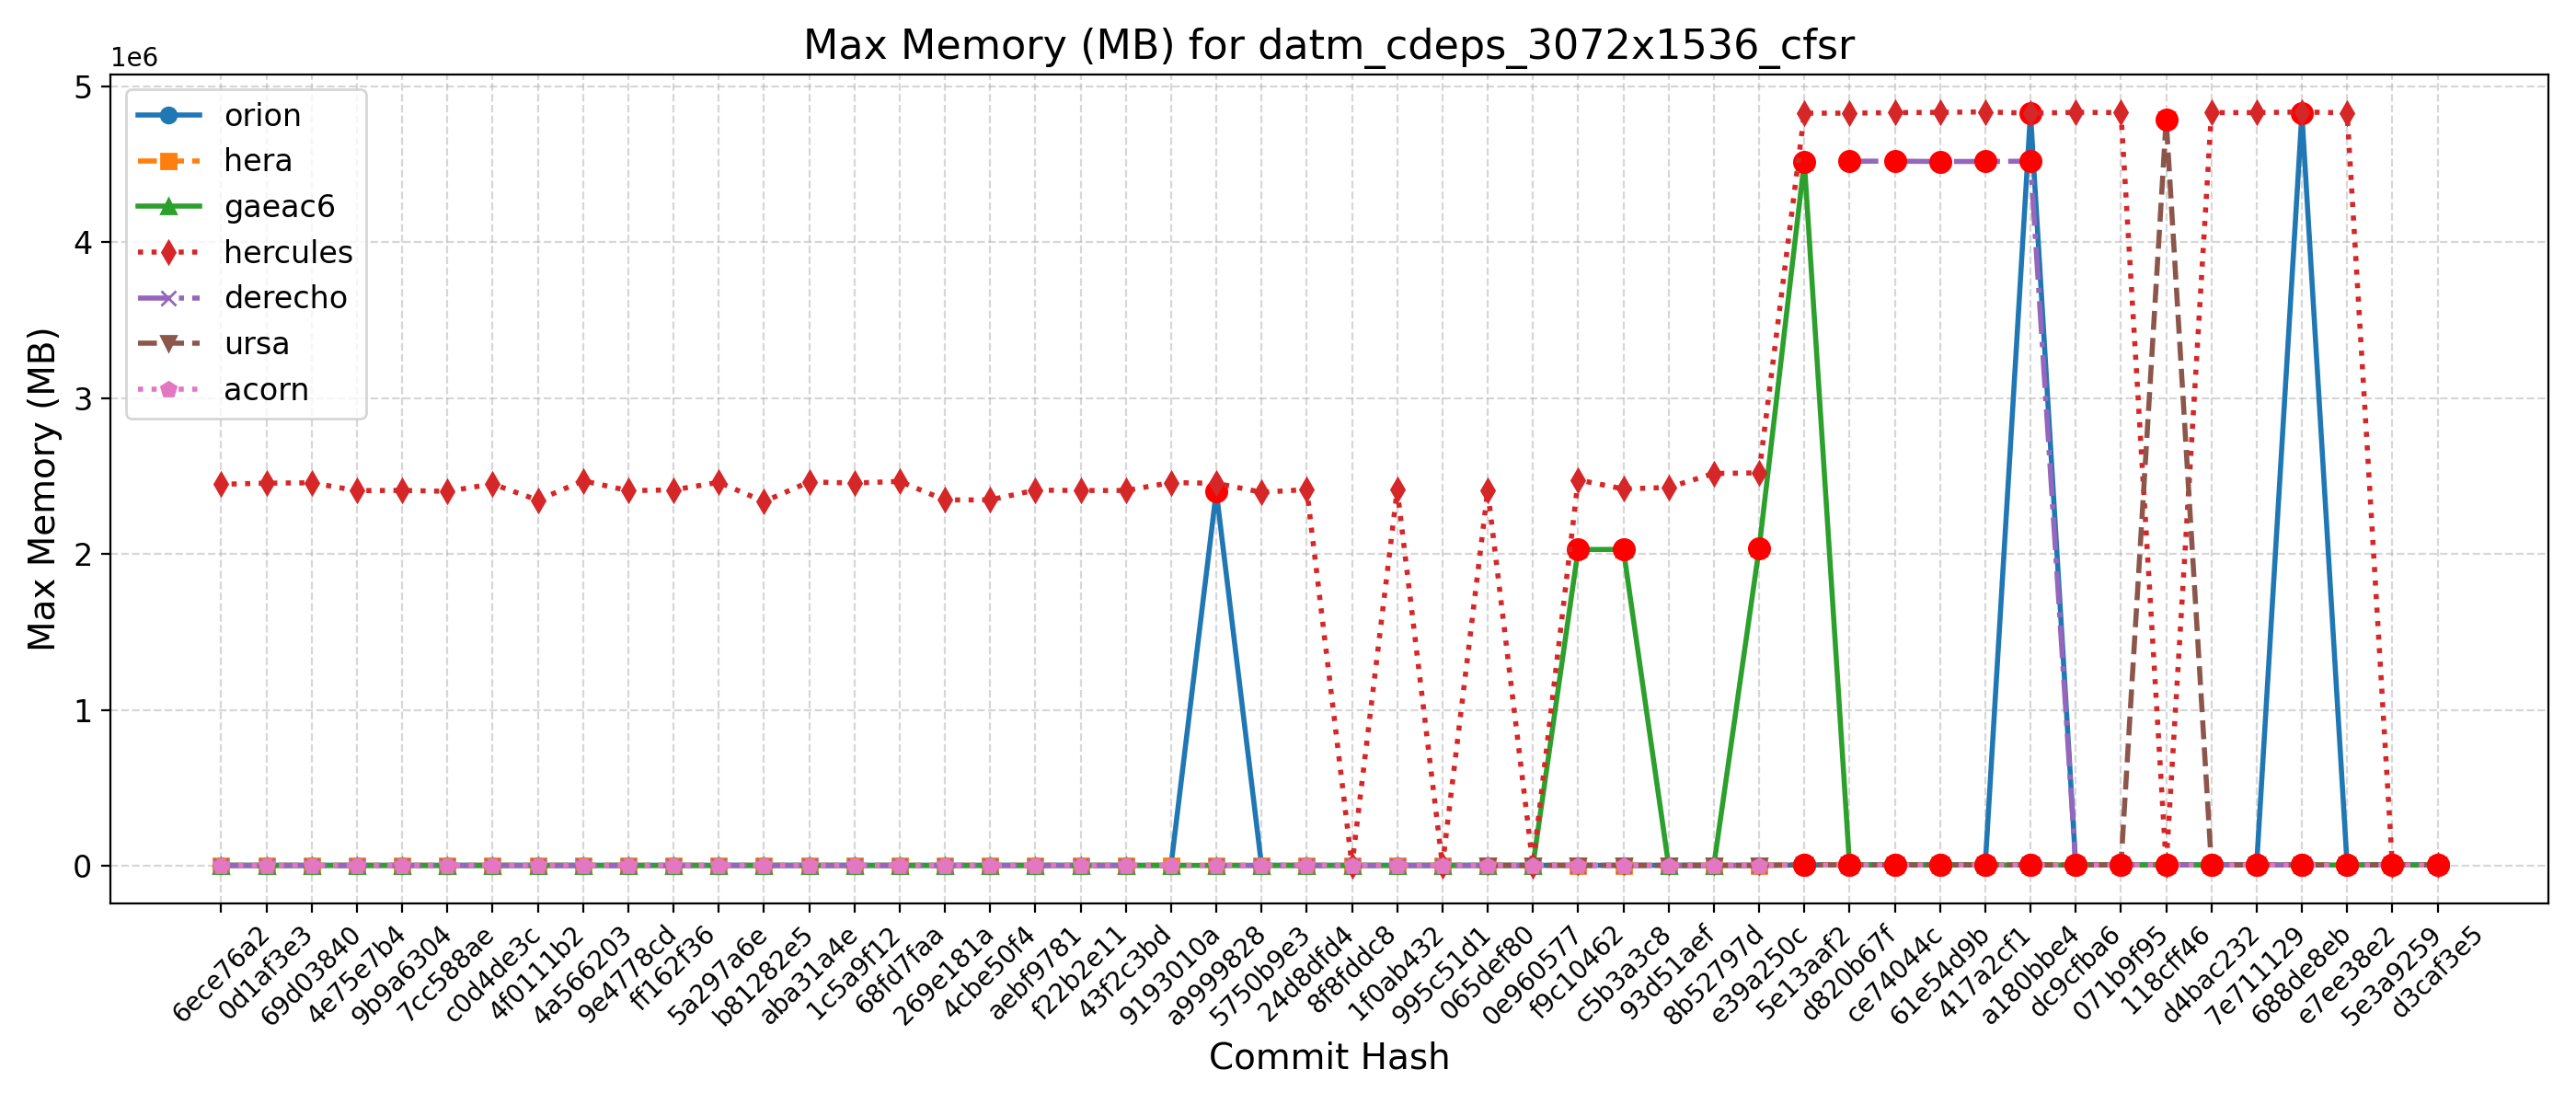 Max Memory (MB) for datm_cdeps_3072x1536_cfsr
1e6
5
4
3
2
1
0
Max Memory (MB)
orion
hera
gaeac6
hercules
derecho
ursa
acorn
6ece76a2
0d1af3e3
69d03840
4e75e7b4
9b9a6304
7cc588ae
c0d4de3c
4f0111b2
4a566203
9e4778cd
ff162f36
5a297a6e
b81282e5
aba31a4e
1c5a9f12
68fd7faa
269e181a
4cbe50f4
aebf9781
f22b2e11
43f2c3bd
9193010a
a9999828
5750b9e3
24d8dfd4
8f8fddc8
1f0ab432
995c51d1
065def80
0e960577
f9c10462
c5b3a3c8
93d51aef
8b52797d
e39a250c
5e13aaf2
d820b67f
ce74044c
61e54d9b
417a2cf1
a180bbe4
dc9cfba6
071b9f95
118cff46
d4bac232
7e711129
688de8eb
e7ee38e2
5e3a9259
d3caf3e5
Commit Hash